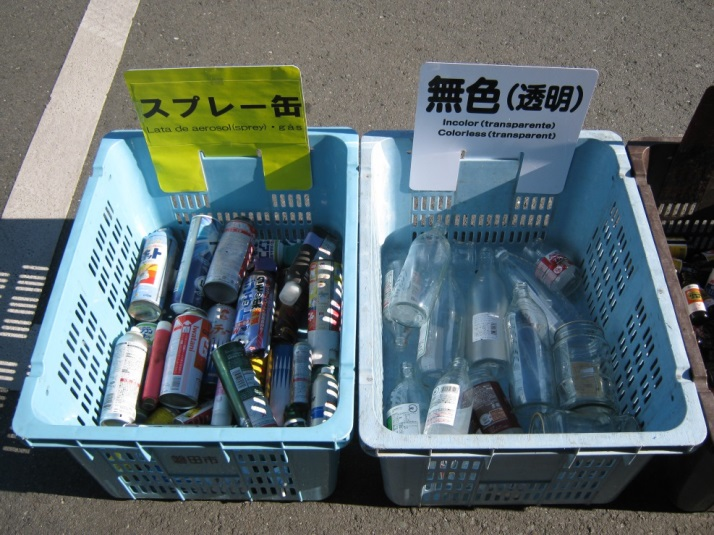 スプレー缶
Lata de aerosol(sprey)・gás
無色(透明)
Incolor(transparente)
Colorless(transparent)